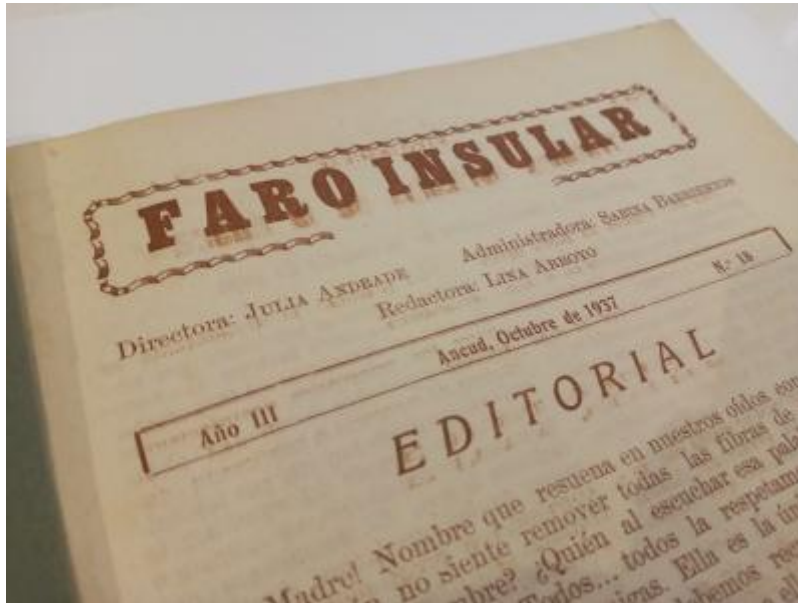 FARO INSULAR
Directora: JULIA ANDRADE
Administradora: SABINA BARRIENTOS
Redactora: LINA ARROYO
Año III
Ancud, Octubre de 1937
N.º 18
EDITORIAL
Madre! Nombre que resuena en nuestros oídos
no siente remover todas las fibras de
¿Quién al escuchar esa
todos la
Ella es la